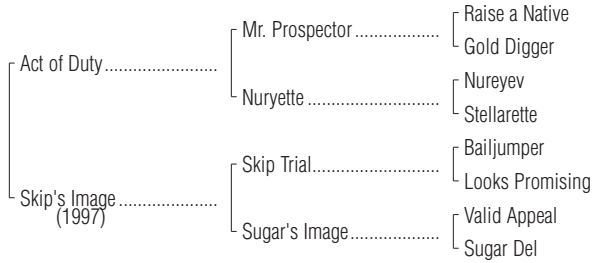 Raise a Native
Mr. Prospector
Gold Digger
Act of Duty
Nureyev
Nuryette
Stellarette
Bailjumper
Skip Trial
Looks Promising
Skip's Image
(1997)
Valid Appeal
Sugar's Image
Sugar Del